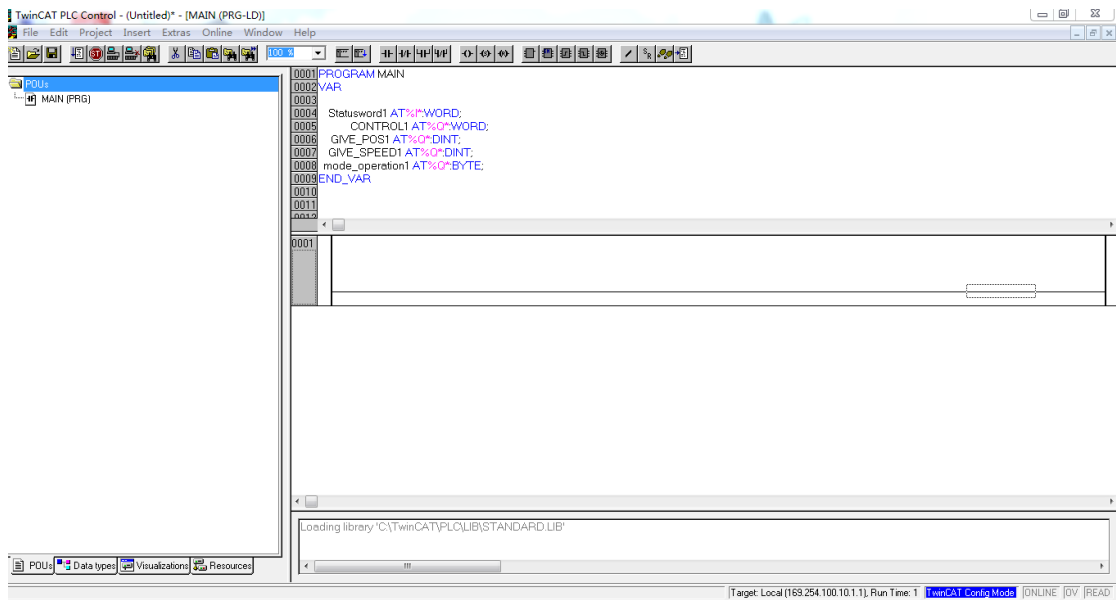 TwinCAT PLC Control - (Untitled)* - [MAIN (PRG-LD)]
File Edit Project Insert Extras Online Window Help
100 %
POUs
MAIN (PRG)
0001 PROGRAM MAIN
0002 VAR
0003
0004 Statusword1 AT%I*:WORD;
0005 CONTROL1 AT%Q*:WORD;
0006 GIVE_POS1 AT%Q*:DINT;
0007 GIVE_SPEED1 AT%Q*:DINT;
0008 mode_operation1 AT%Q*:BYTE;
0009 END_VAR
0010
0011
0012
0001
Loading library 'C:\TwinCAT\PLC\LIB\STANDARD.LIB'
POUs Data types Visualizations Resources
Target: Local (169.254.100.10.1.1), Run Time: 1 TwinCAT Config Mode ONLINE OV READ